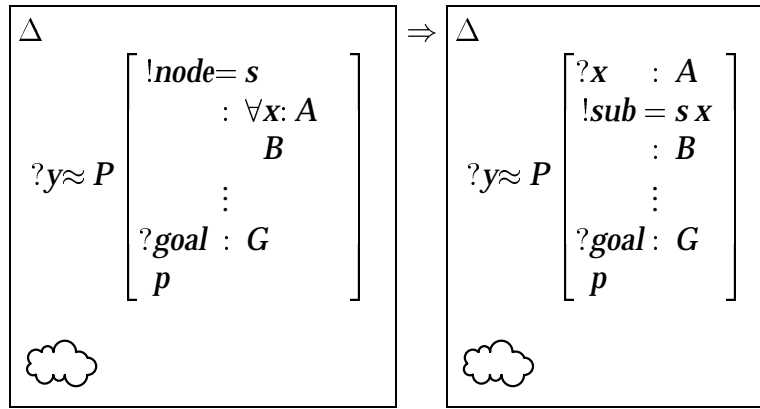 Δ
!node= s
: ∀x: A
B
?y≈ P
⋮
?goal : G
p
⇒
Δ
?x : A
!sub = s x
: B
?y≈ P
⋮
?goal : G
p